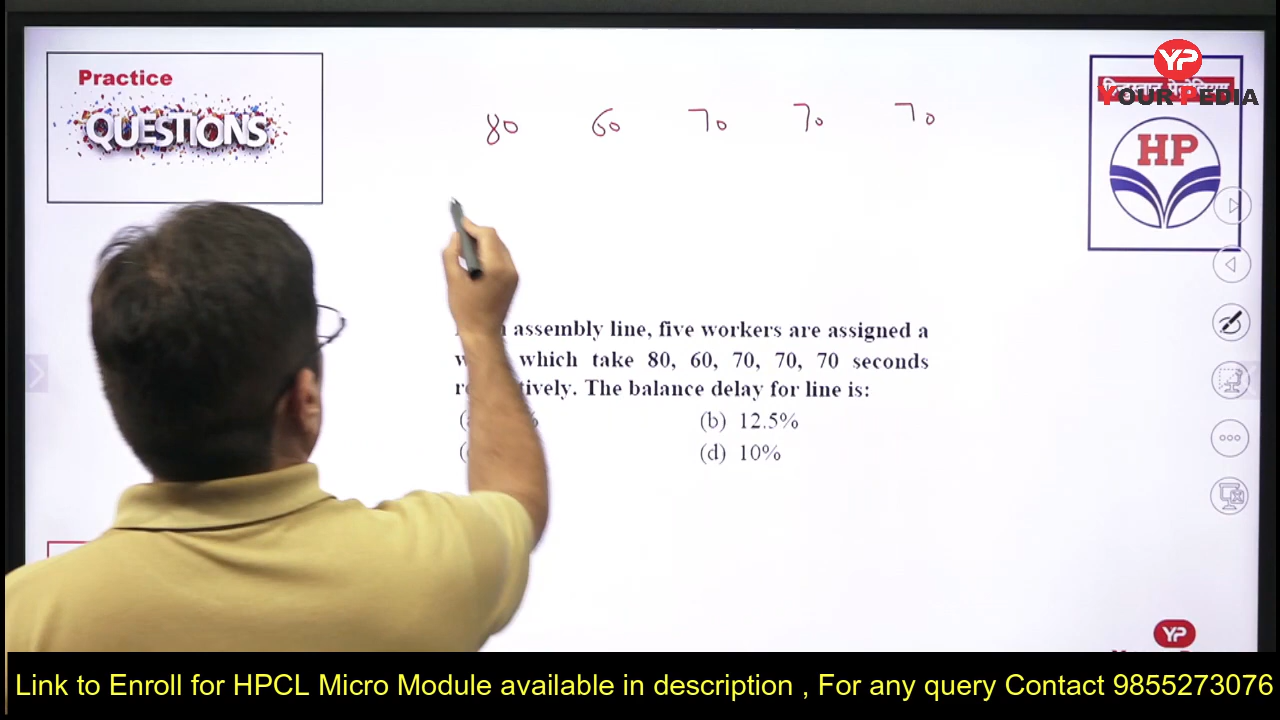 Practice
QUESTIONS
80 60 70 70 70
YP
YOUR PEDIA
HP
assembly line, five workers are assigned a
which take 80, 60, 70, 70, 70 seconds
The balance delay for line is:
(b) 12.5%
(d) 10%
YP
Link to Enroll for HPCL Micro Module available in description , For any query Contact 9855273076